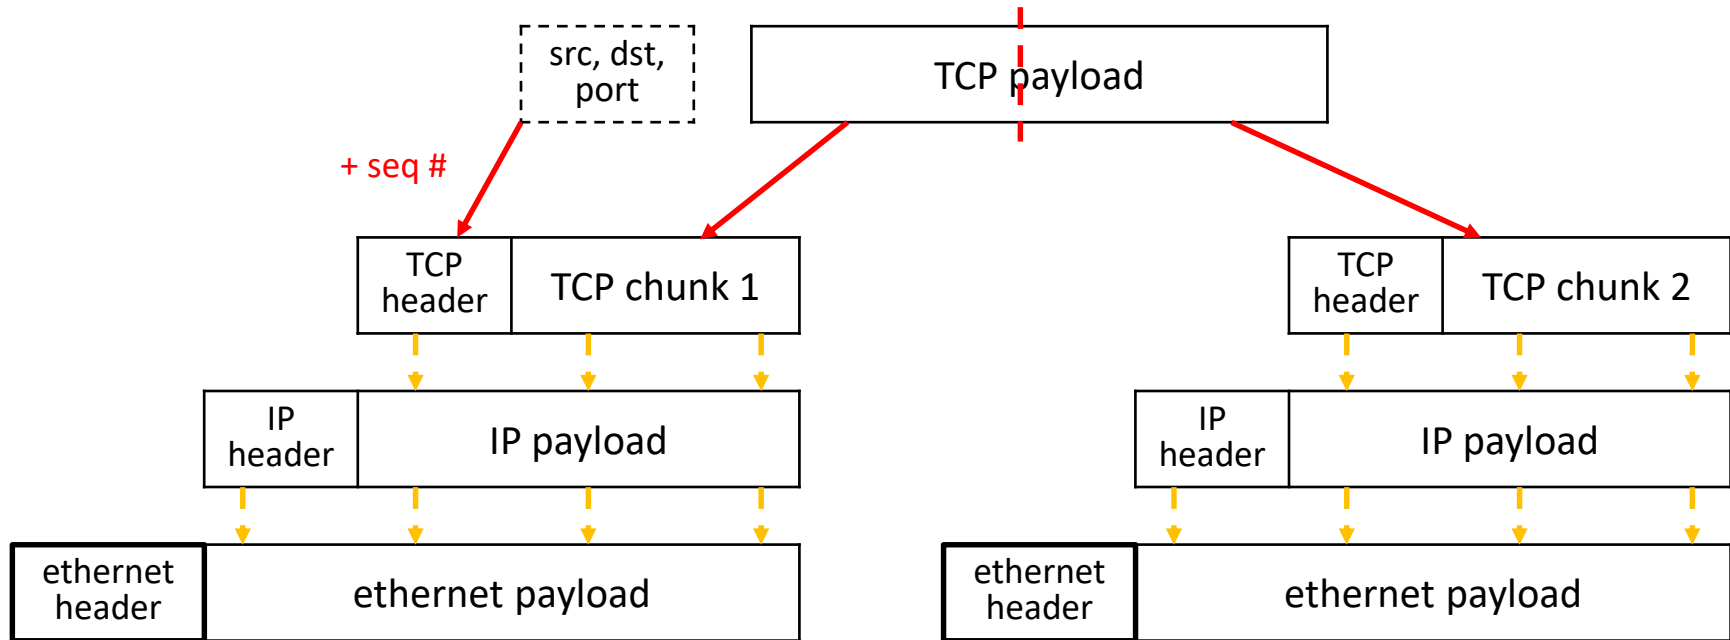 src, dst,
port
TCP payload
+ seq #
TCP
header
TCP chunk 1
TCP
header
TCP chunk 2
IP
header
IP payload
IP
header
IP payload
ethernet
header
ethernet payload
ethernet
header
ethernet payload